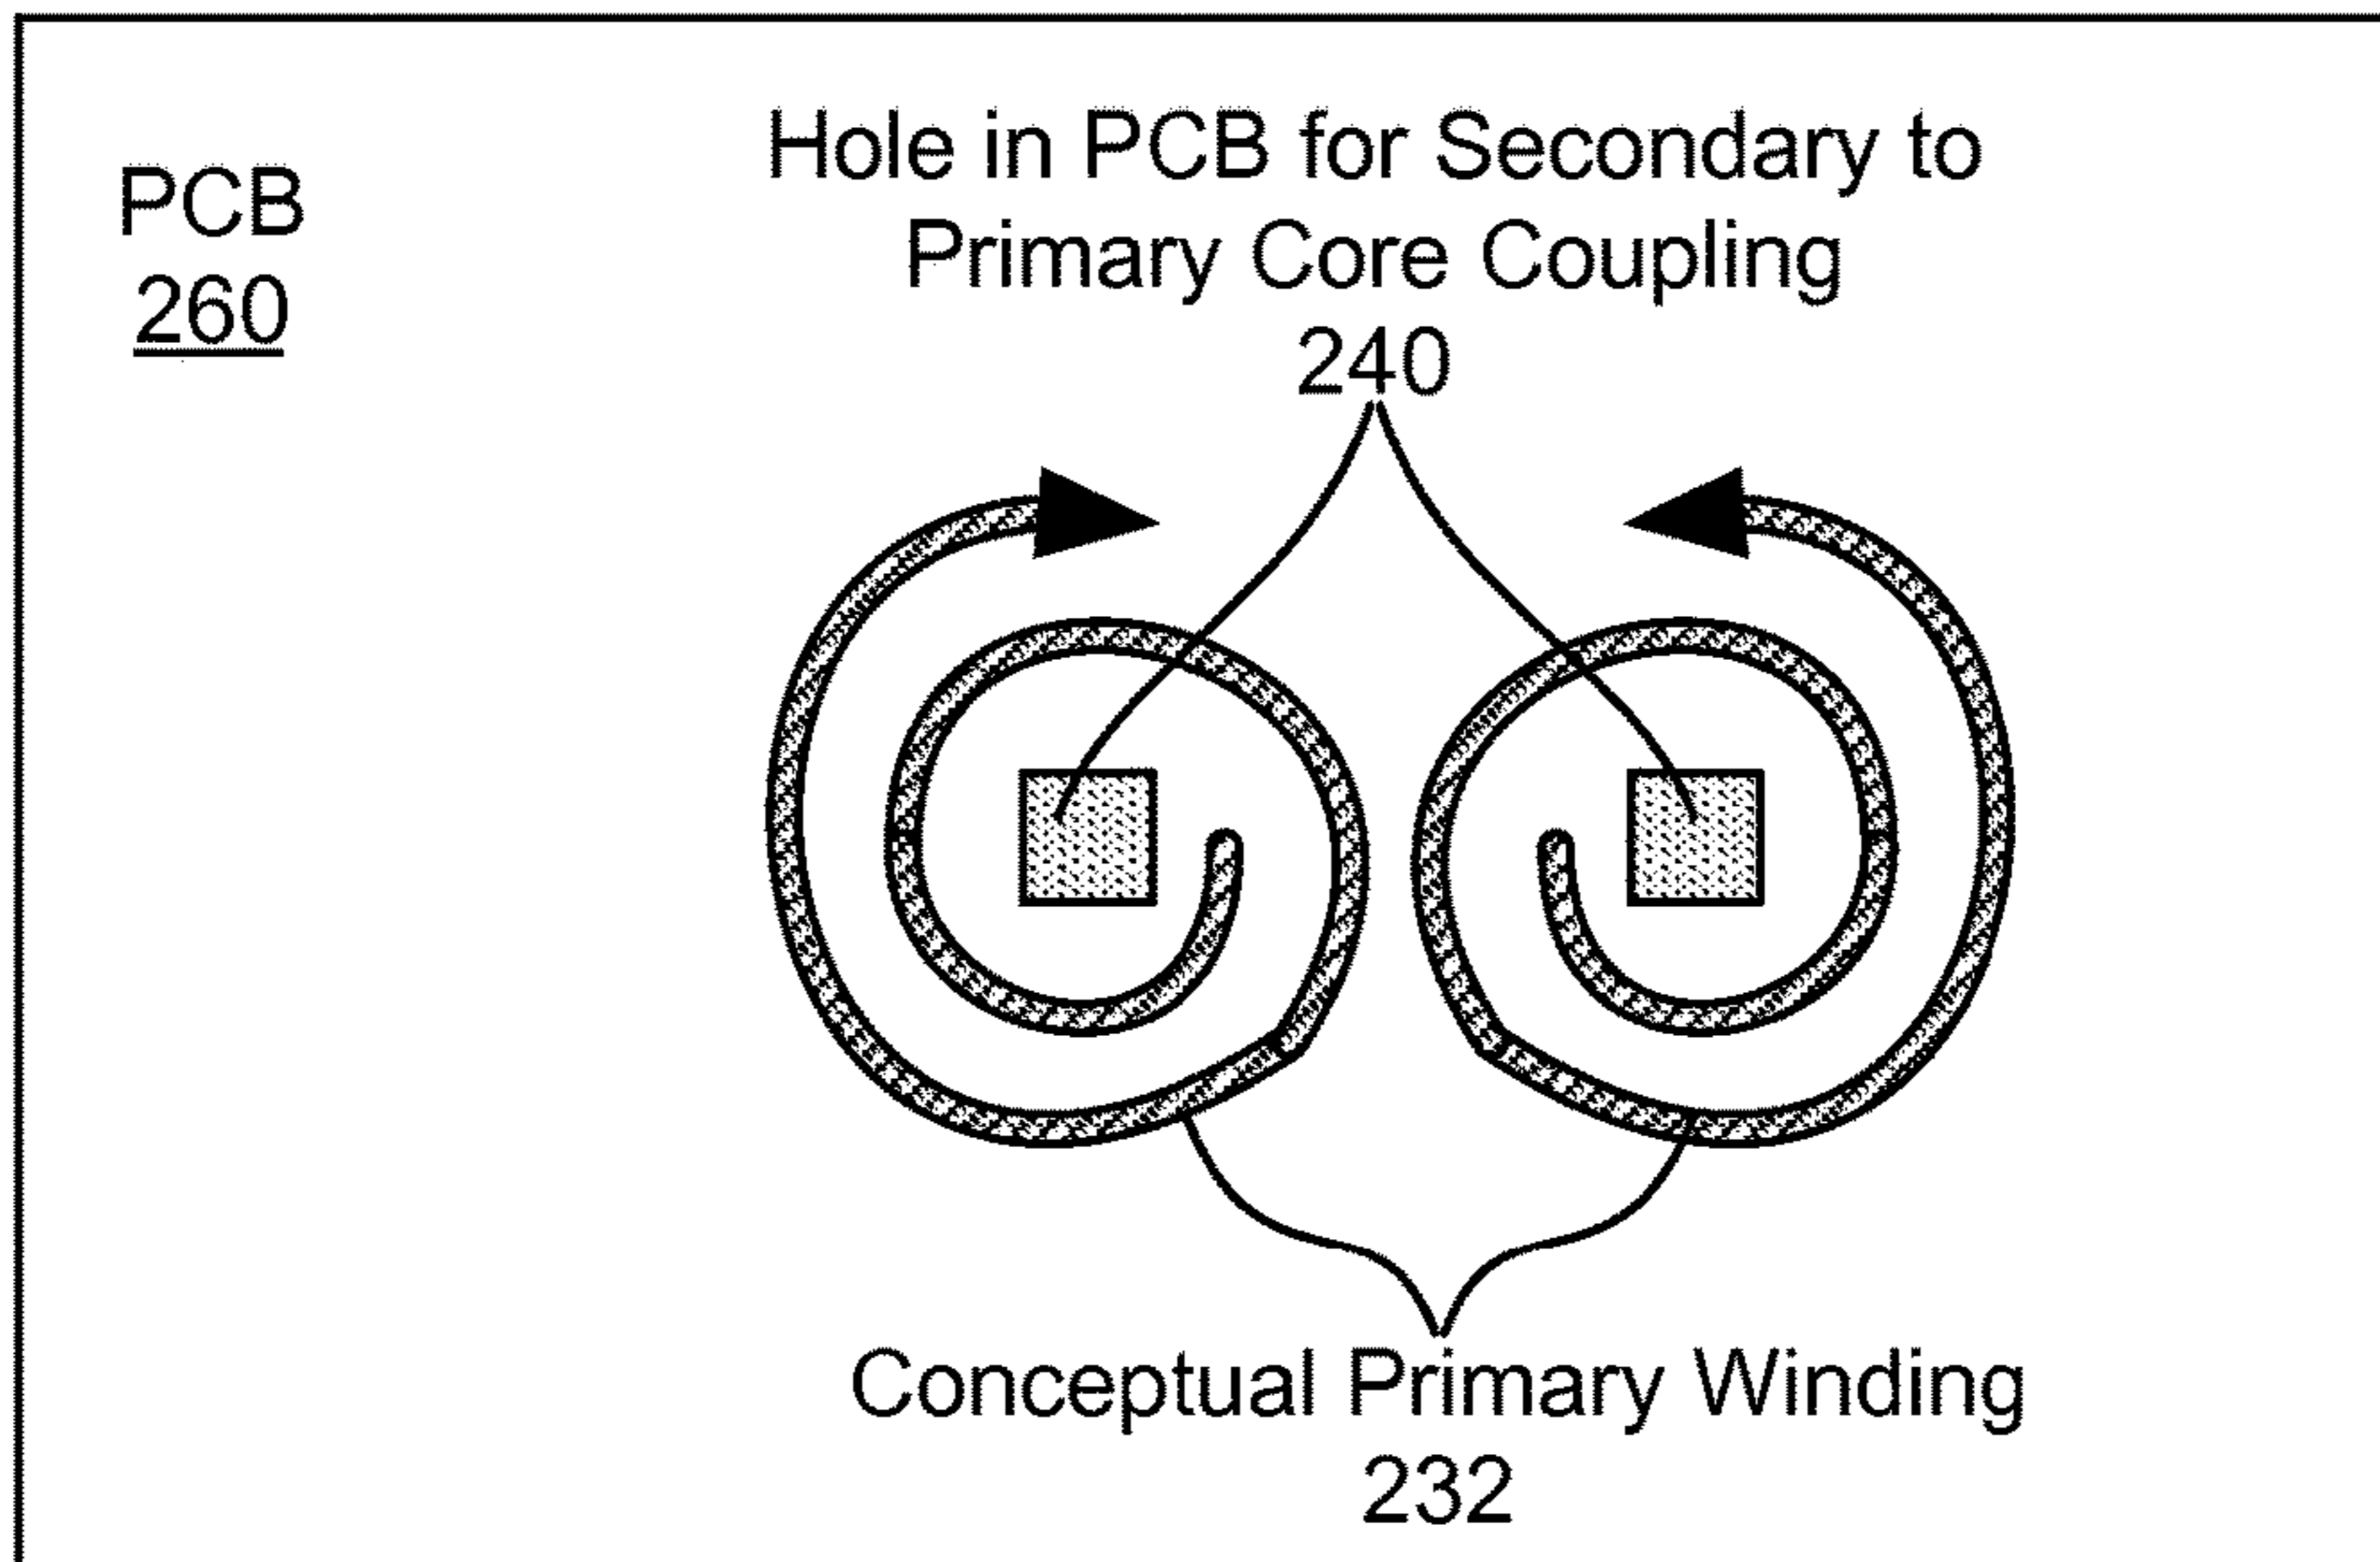 PCB
260
Hole in PCB for Secondary to
Primary Core Coupling
240
Conceptual Primary Winding
232